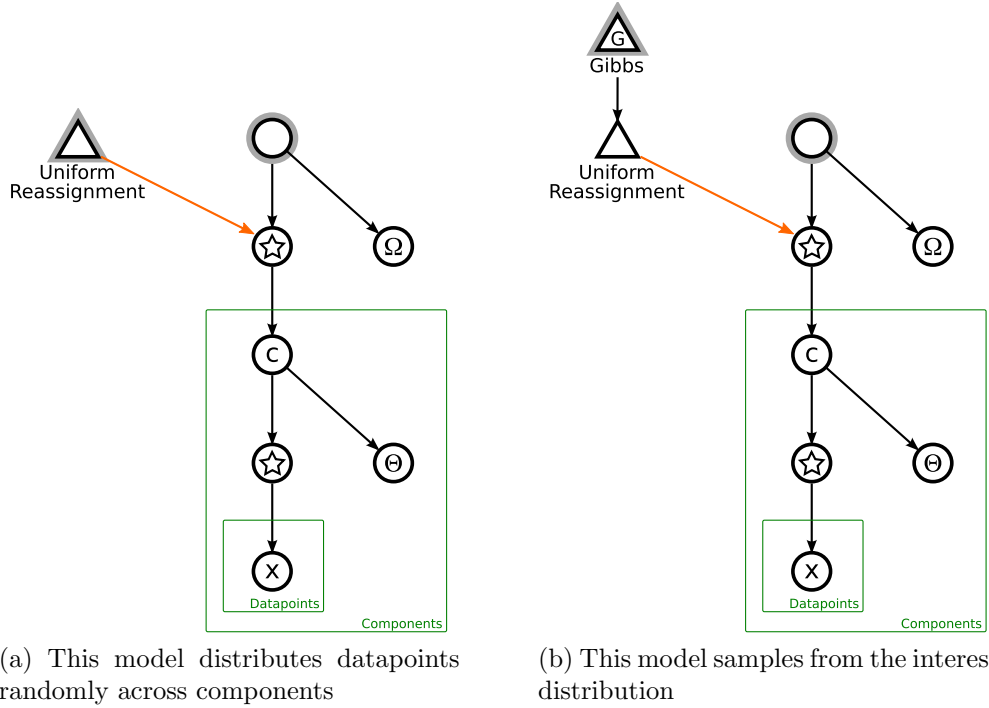 Uniform
Reassignment
Ω
C
Θ
X
Datapoints
Components
(a) This model distributes datapoints
randomly across components
G
Gibbs
Uniform
Reassignment
Ω
C
Θ
X
Datapoints
Components
(b) This model samples from the interes
distribution